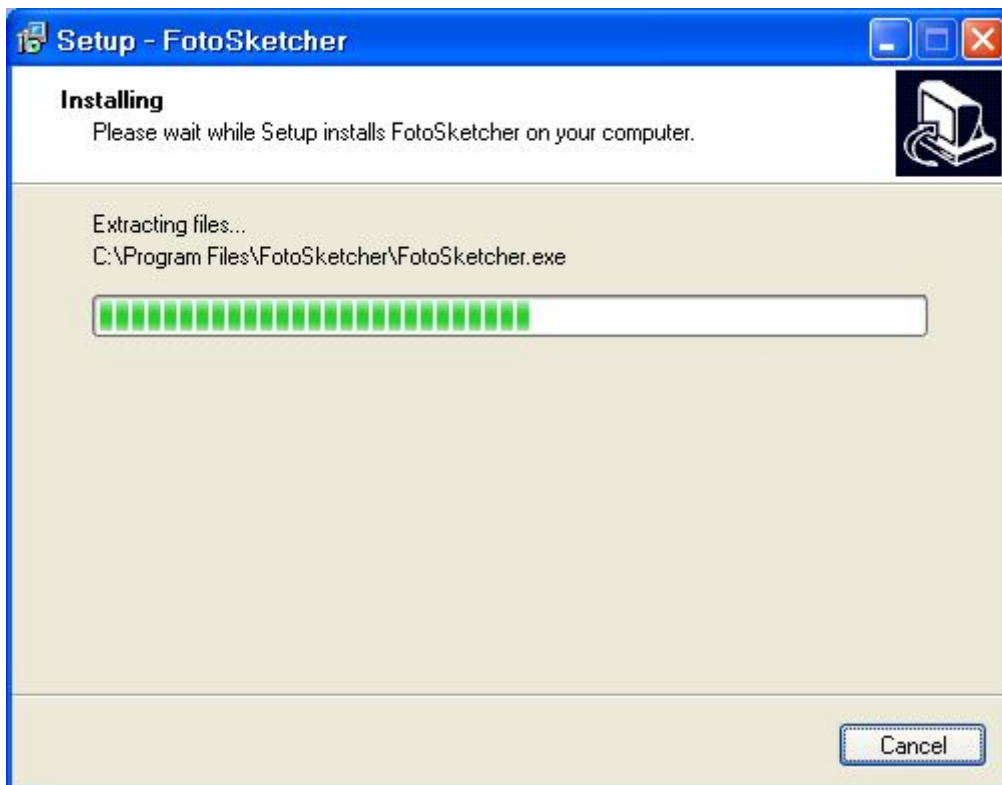 Setup - FotoSketcher
Installing
Please wait while Setup installs FotoSketcher on your computer.
Extracting files...
C:\Program Files\FotoSketcher\FotoSketcher.exe
Cancel